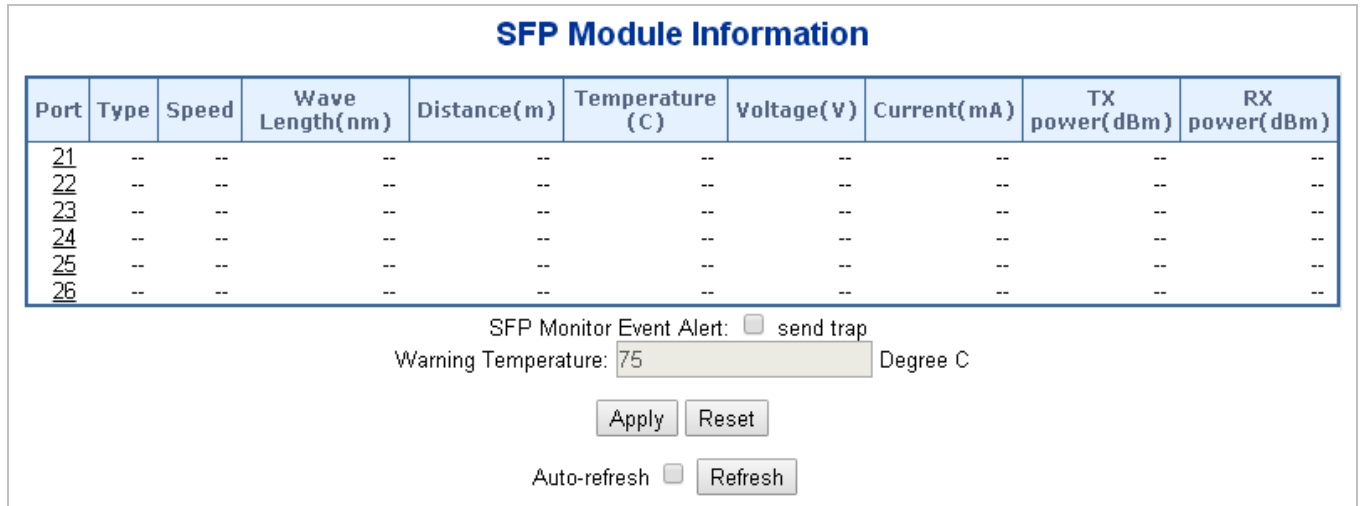 SFP Module Information
Port Type Speed Wave Length(nm) Distance(m) Temperature (C) Voltage(V) Current(mA) TX power(dBm) RX power(dBm)
21 -- -- -- -- -- -- -- -- --
22 -- -- -- -- -- -- -- -- --
23 -- -- -- -- -- -- -- -- --
24 -- -- -- -- -- -- -- -- --
25 -- -- -- -- -- -- -- -- --
26 -- -- -- -- -- -- -- -- --
SFP Monitor Event Alert: send trap
Warning Temperature: 75 Degree C
Apply Reset
Auto-refresh Refresh